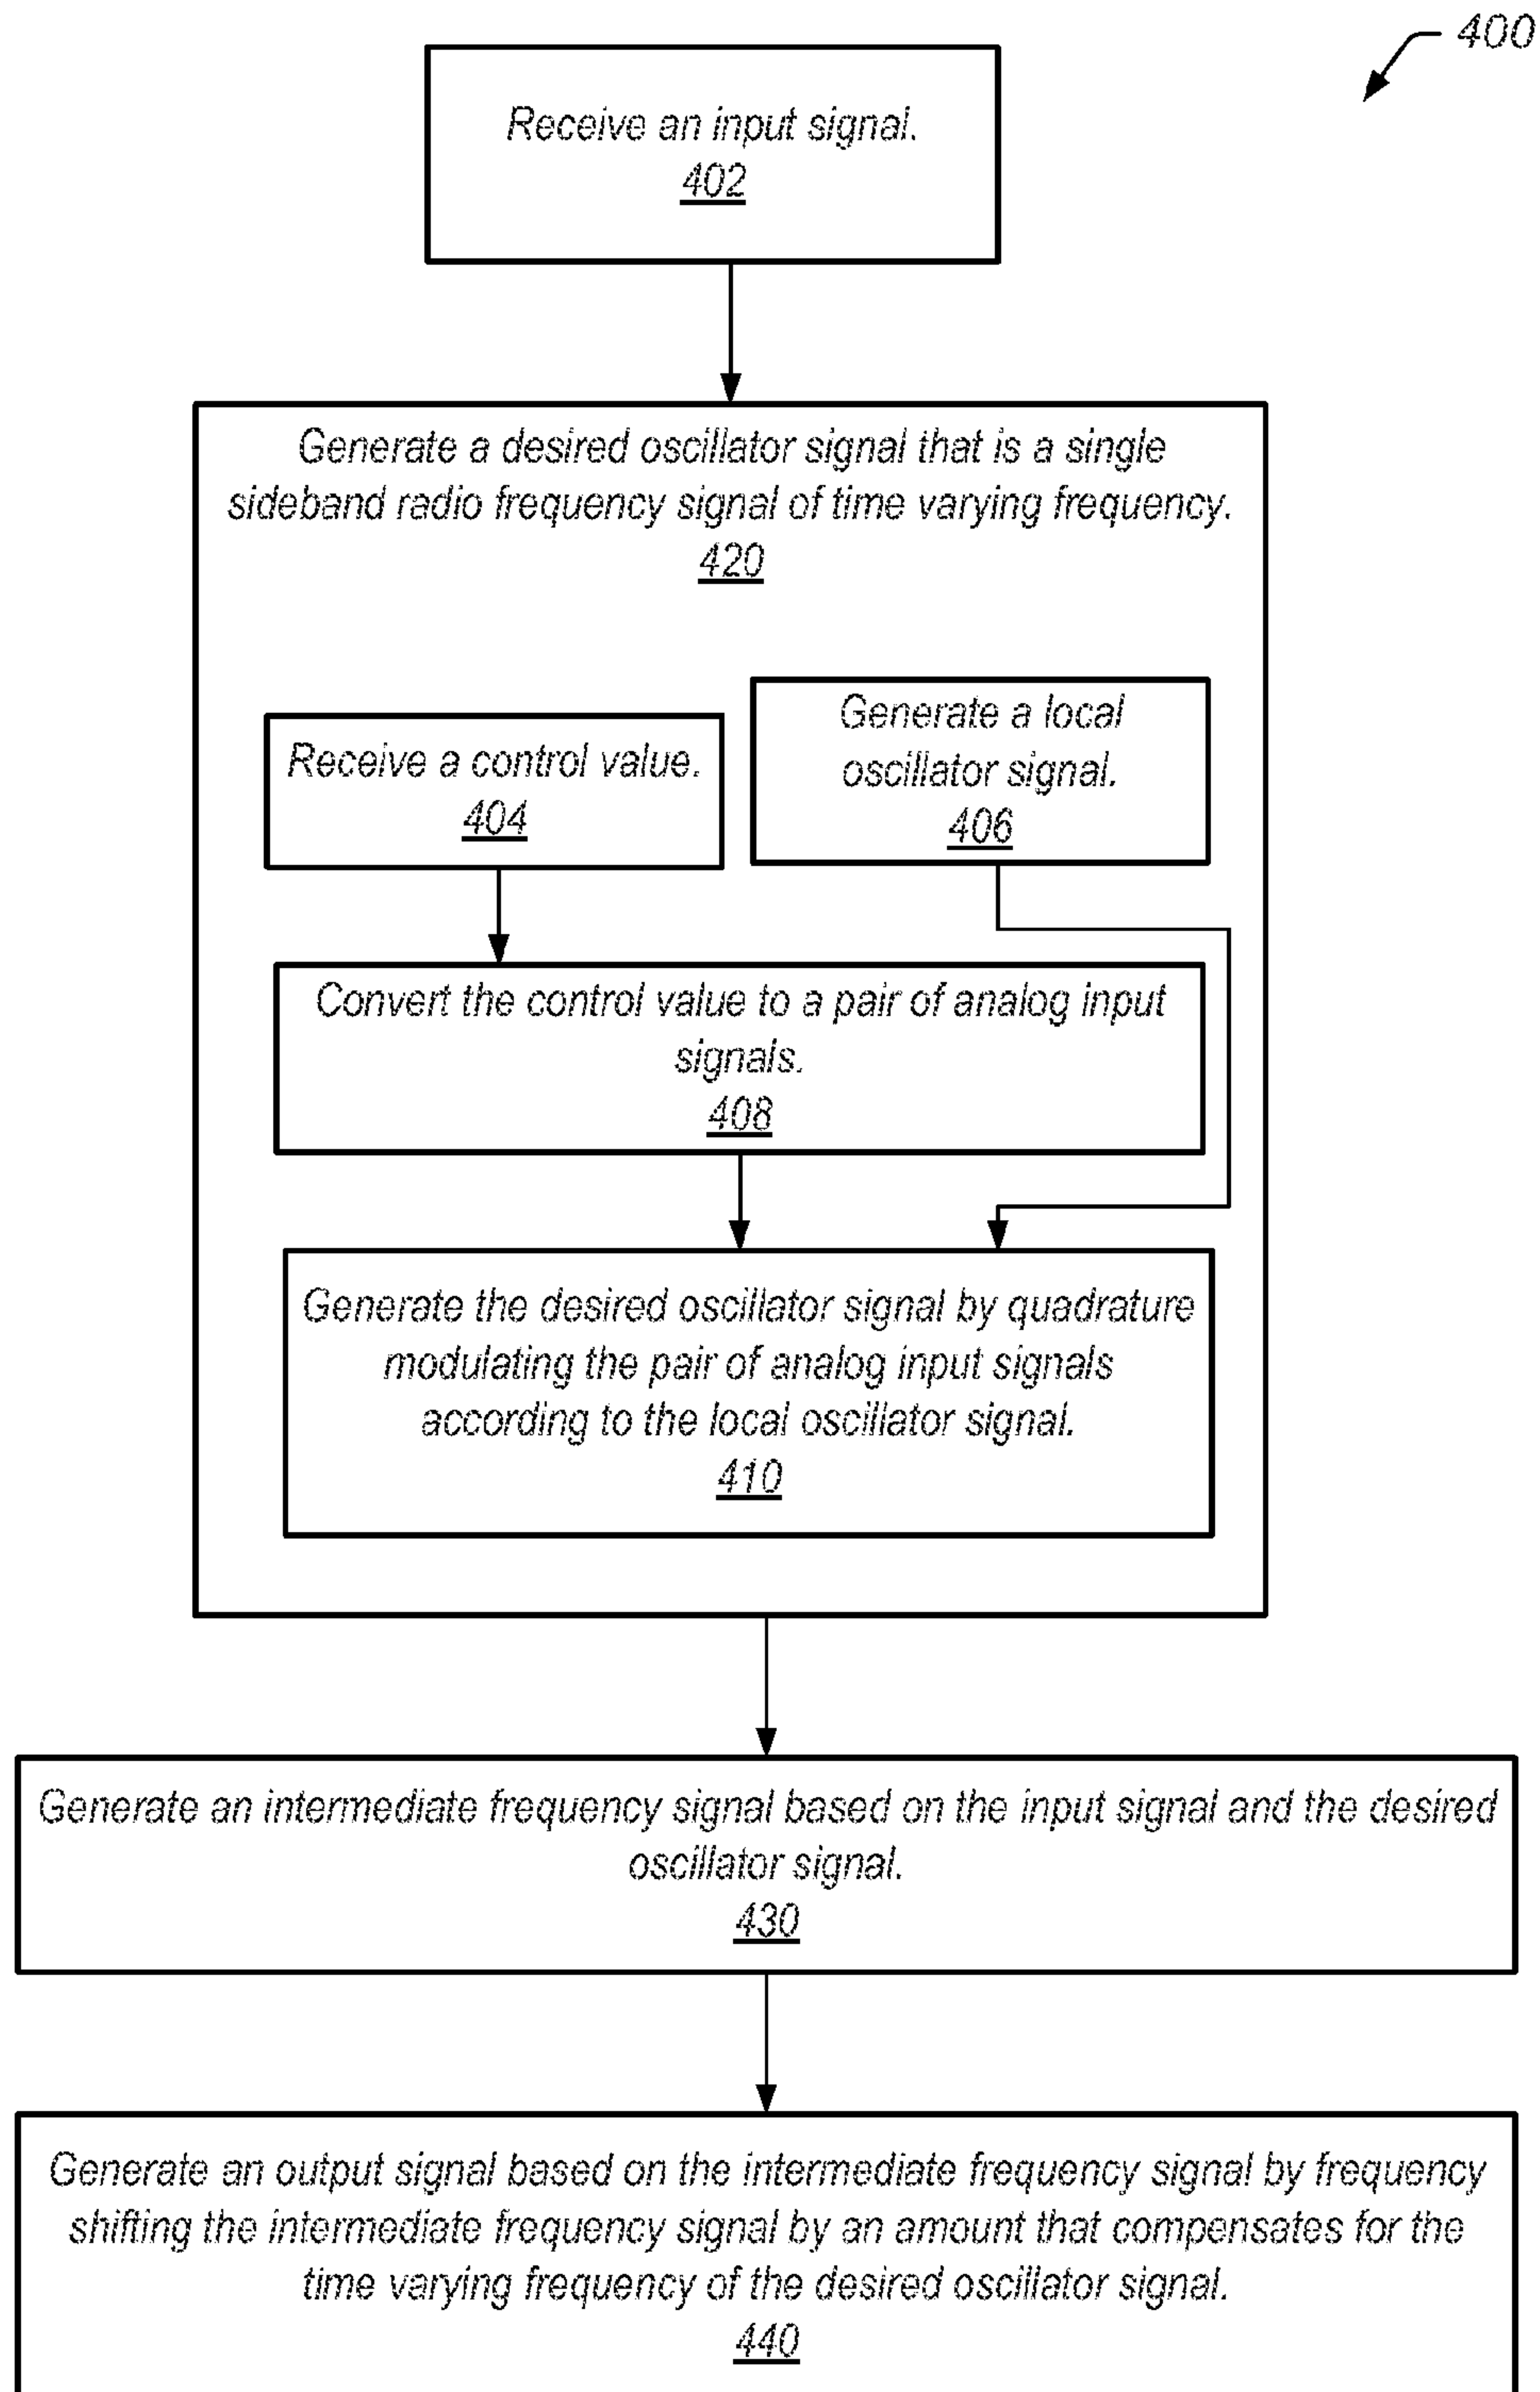 400
Receive an input signal.
402
Generate a desired oscillator signal that is a single
sideband radio frequency signal of time varying frequency.
420
Receive a control value.
404
Generate a local
oscillator signal.
406
Convert the control value to a pair of analog input
signals.
408
Generate the desired oscillator signal by quadrature
modulating the pair of analog input signals
according to the local oscillator signal.
410
Generate an intermediate frequency signal based on the input signal and the desired
oscillator signal.
430
Generate an output signal based on the intermediate frequency signal by frequency
shifting the intermediate frequency signal by an amount that compensates for the
time varying frequency of the desired oscillator signal.
440